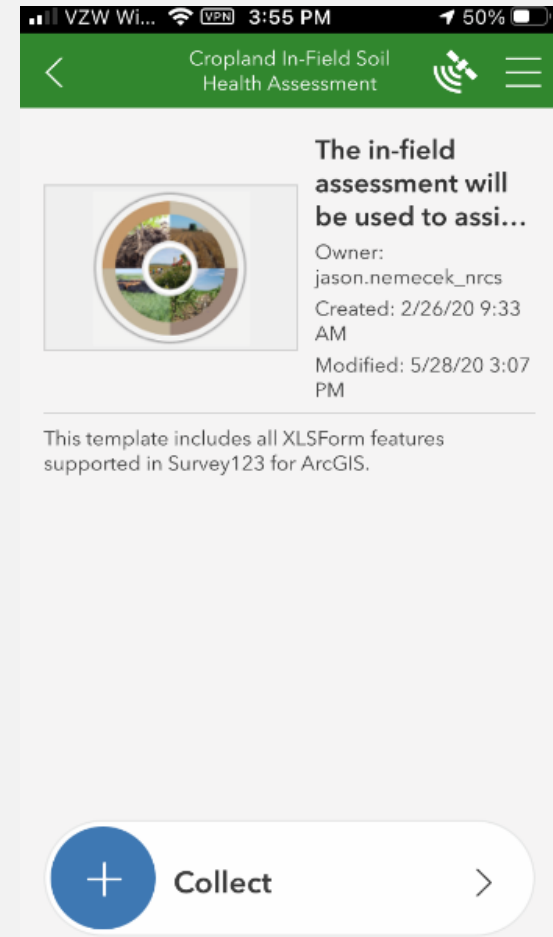 VZW Wi... VPN 3:55 PM 50%
Cropland In-Field Soil
Health Assessment
The in-field
assessment will
be used to assi...
Owner:
jason.nemecek_nrcs
Created: 2/26/20 9:33
AM
Modified: 5/28/20 3:07
PM
This template includes all XLSForm features
supported in Survey123 for ArcGIS.
Collect